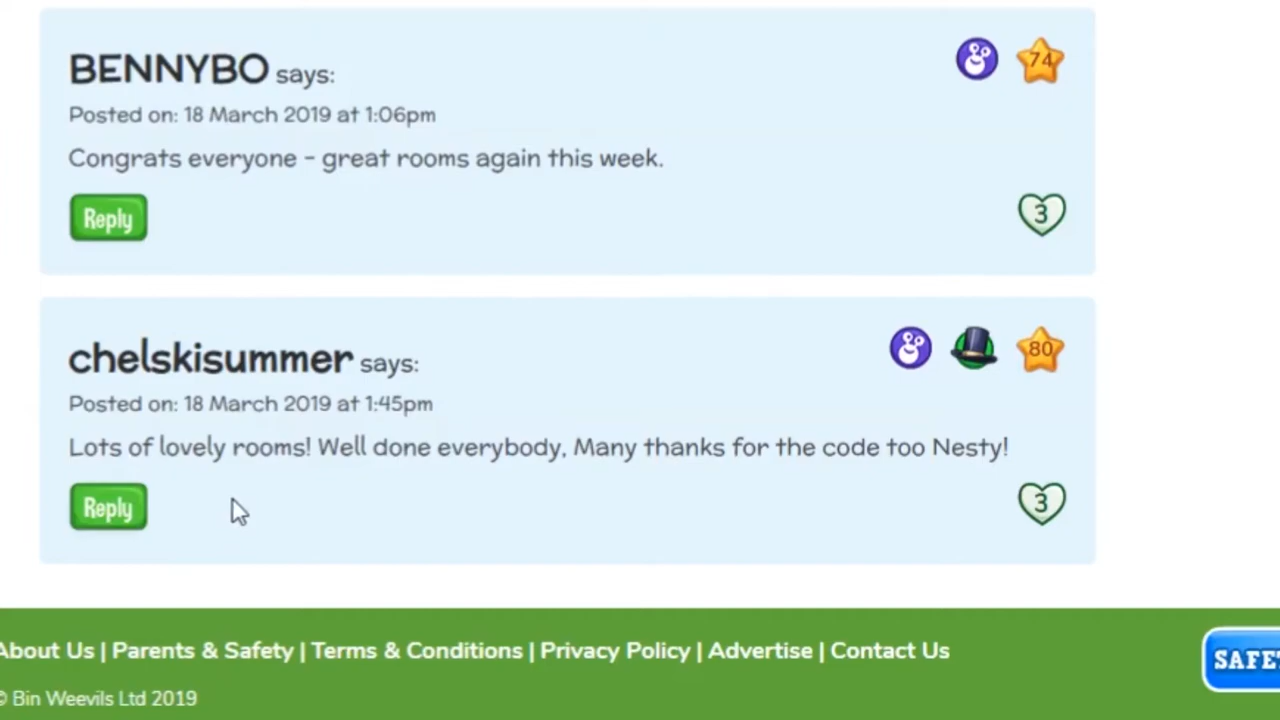 BENNYBO says:
74
Posted on: 18 March 2019 at 1:06pm
Congrats everyone - great rooms again this week.
Reply
3
chelskisummer says:
80
Posted on: 18 March 2019 at 1:45pm
Lots of lovely rooms! Well done everybody, Many thanks for the code too Nesty!
Reply
3
About Us | Parents & Safety | Terms & Conditions | Privacy Policy | Advertise | Contact Us
SAFE
© Bin Weevils Ltd 2019